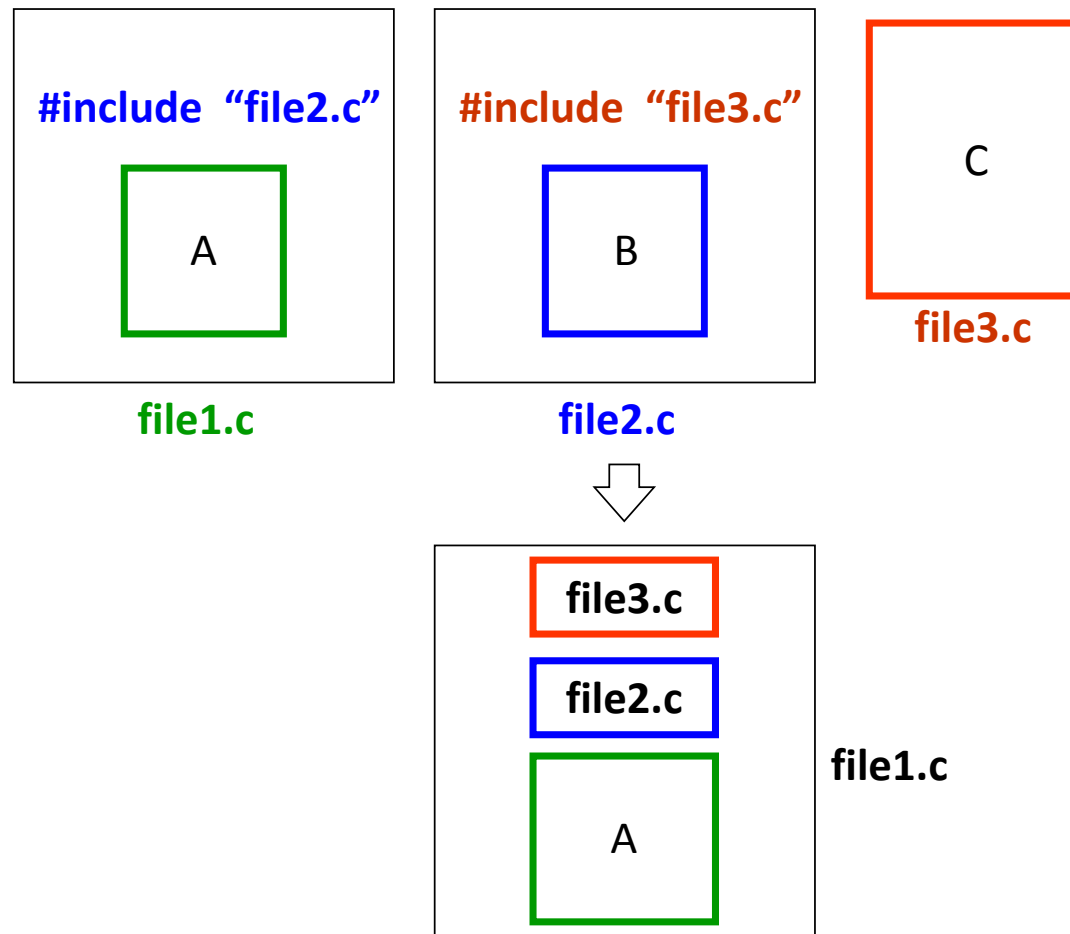 #include “file2.c”
A
file1.c
#include “file3.c”
B
file2.c
C
file3.c
file3.c
file2.c
A
file1.c